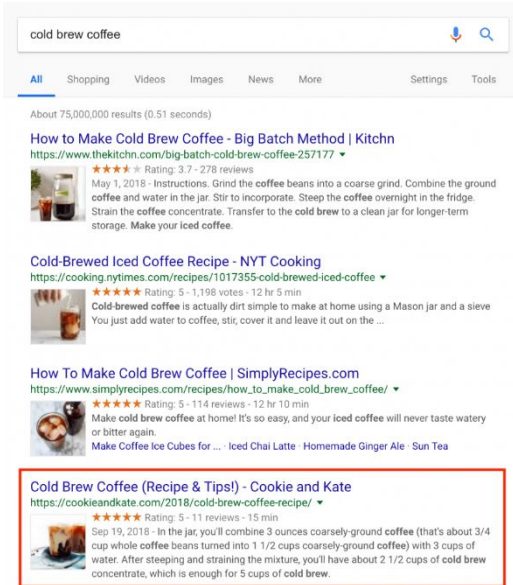 cold brew coffee
All Shopping Videos Images News More Settings Tools
About 75,000,000 results (0.51 seconds)
How to Make Cold Brew Coffee - Big Batch Method | Kitchn
https://www.thekitchn.com/big-batch-cold-brew-coffee-257177
Rating: 3.7 - 278 reviews
May 1, 2018 - Instructions. Grind the coffee beans into a coarse grind. Combine the ground
coffee and water in the jar. Stir to incorporate. Steep the coffee overnight in the fridge.
Strain the coffee concentrate. Transfer to the cold brew to a clean jar for longer-term
storage. Make your iced coffee.
Cold-Brewed Iced Coffee Recipe - NYT Cooking
https://cooking.nytimes.com/recipes/1017355-cold-brewed-iced-coffee
Rating: 5 - 1,198 votes - 12 hr 5 min
Cold-brewed coffee is actually dirt simple to make at home using a Mason jar and a sieve
You just add water to coffee, stir, cover it and leave it out on the ...
How To Make Cold Brew Coffee | SimplyRecipes.com
https://www.simplyrecipes.com/recipes/how_to_make_cold_brew_coffee/
Rating: 5 - 114 reviews - 12 hr 10 min
Make cold brew coffee at home! It's so easy, and your iced coffee will never taste watery
or bitter again.
Make Coffee Ice Cubes for ... · Iced Chai Latte · Homemade Ginger Ale · Sun Tea
Cold Brew Coffee (Recipe & Tips!) - Cookie and Kate
https://cookieandkate.com/2018/cold-brew-coffee-recipe/
Rating: 5 - 11 reviews - 15 min
Sep 19, 2018 - In the jar, you'll combine 3 ounces coarsely-ground coffee (that's about 3/4
cup whole coffee beans turned into 1 1/2 cups coarsely-ground coffee) with 3 cups of
water. After steeping and straining the mixture, you'll have about 2 1/2 cups of cold brew
concentrate, which is enough for 5 cups of cold brew.